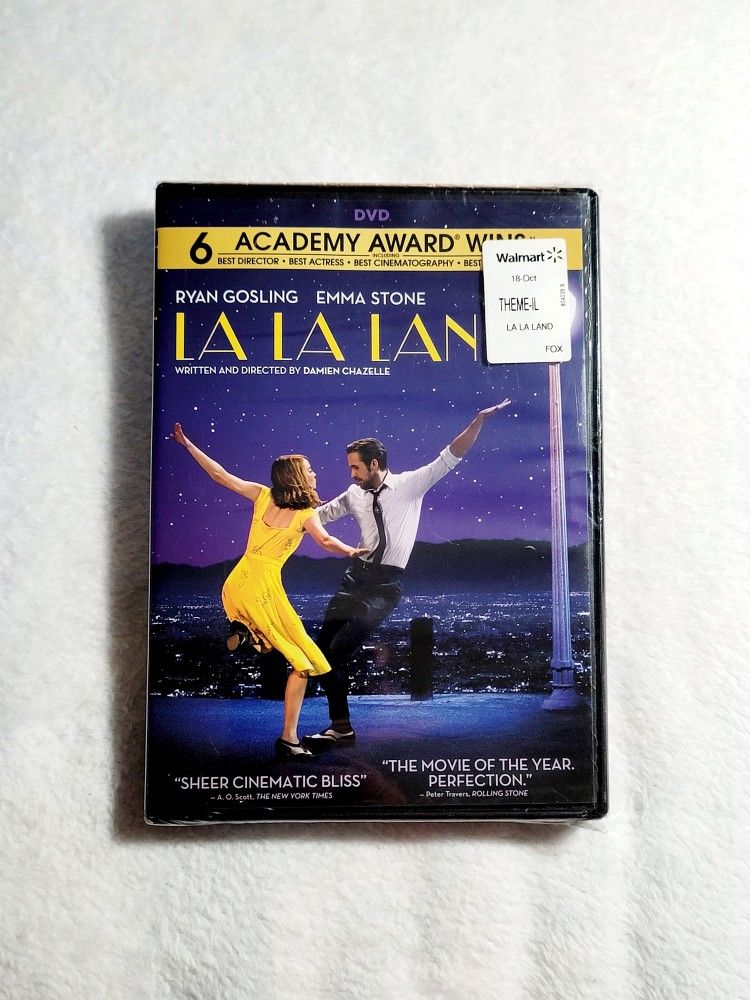 DVD
6 ACADEMY AWARD® WINS
INCLUDING
BEST DIRECTOR • BEST ACTRESS • BEST CINEMATOGRAPHY • BEST
Walmart
18-Oct
THEME-IL
LA LA LAND
FOX
RYAN GOSLING EMMA STONE
LA LA LAN
WRITTEN AND DIRECTED BY DAMIEN CHAZELLE
"SHEER CINEMATIC BLISS"
— A. O. Scott, THE NEW YORK TIMES
"THE MOVIE OF THE YEAR.
PERFECTION."
— Peter Travers, ROLLING STONE